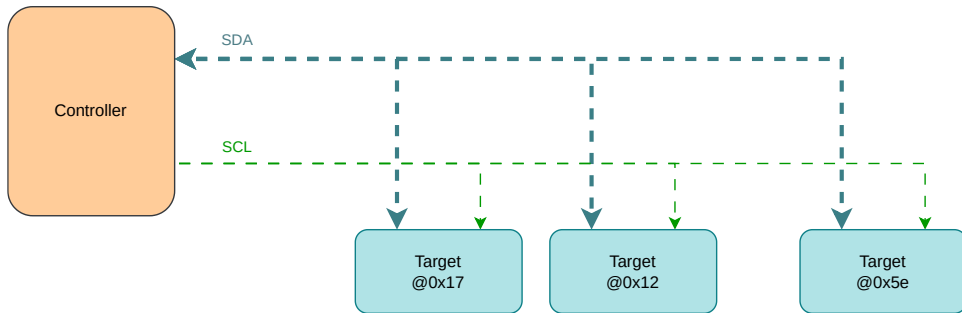 SDA
Controller
SCL
Target
@0x17
Target
@0x12
Target
@0x5e